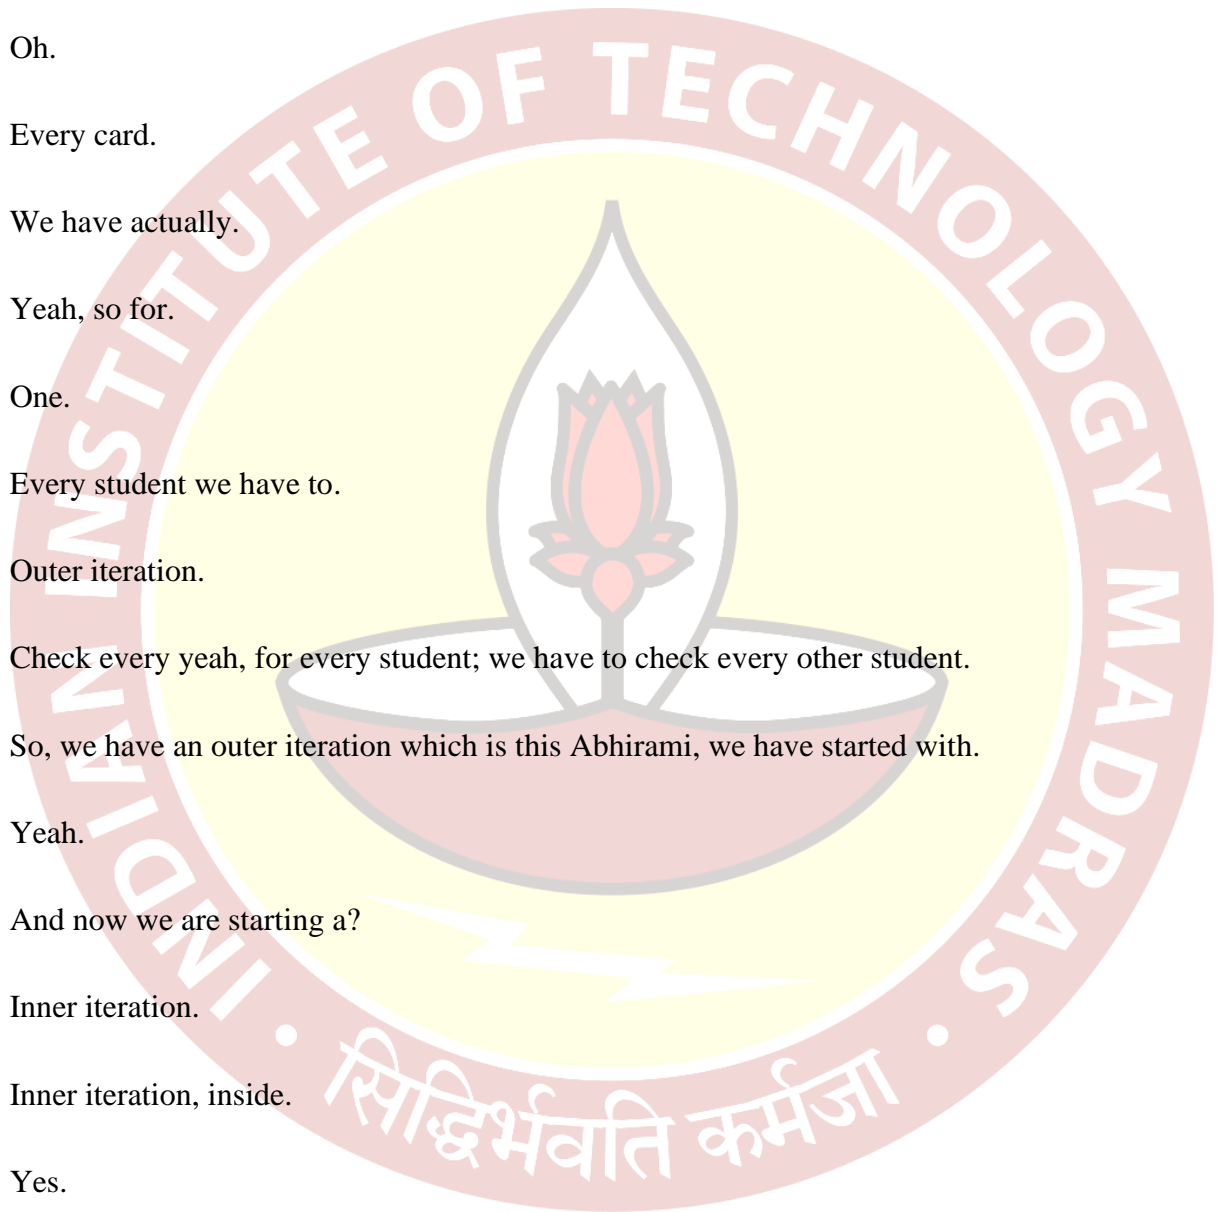 Oh.
Every card.
We have actually.
Yeah, so for.
One.
Every student we have to.
Outer iteration.
Check every yeah, for every student; we have to check every other student.
So, we have an outer iteration which is this Abhirami, we have started with.
Yeah.
And now we are starting a?
Inner iteration.
Inner iteration, inside.
Yes.
INDIAN INSTITUTE OF TECHNOLOGY MADRAS
सिद्धिर्भवति कर्मजा